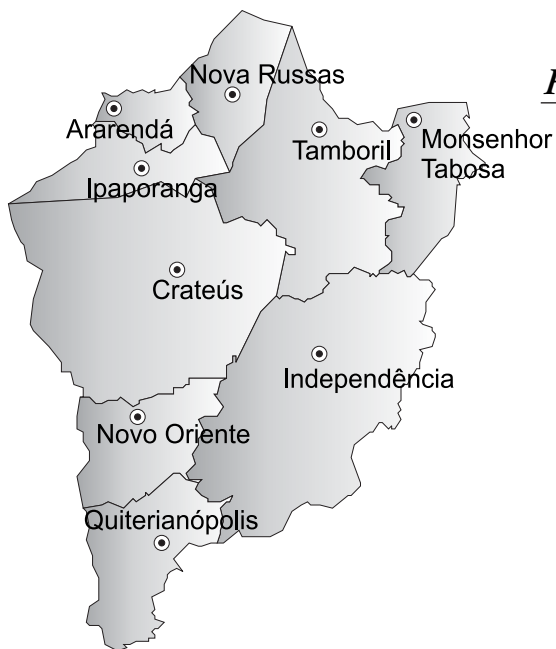 Nova Russas
Ararendá
Tamboril
Monsenhor
Tabosa
Ipaporanga
Crateús
Independência
Novo Oriente
Quiterianópolis